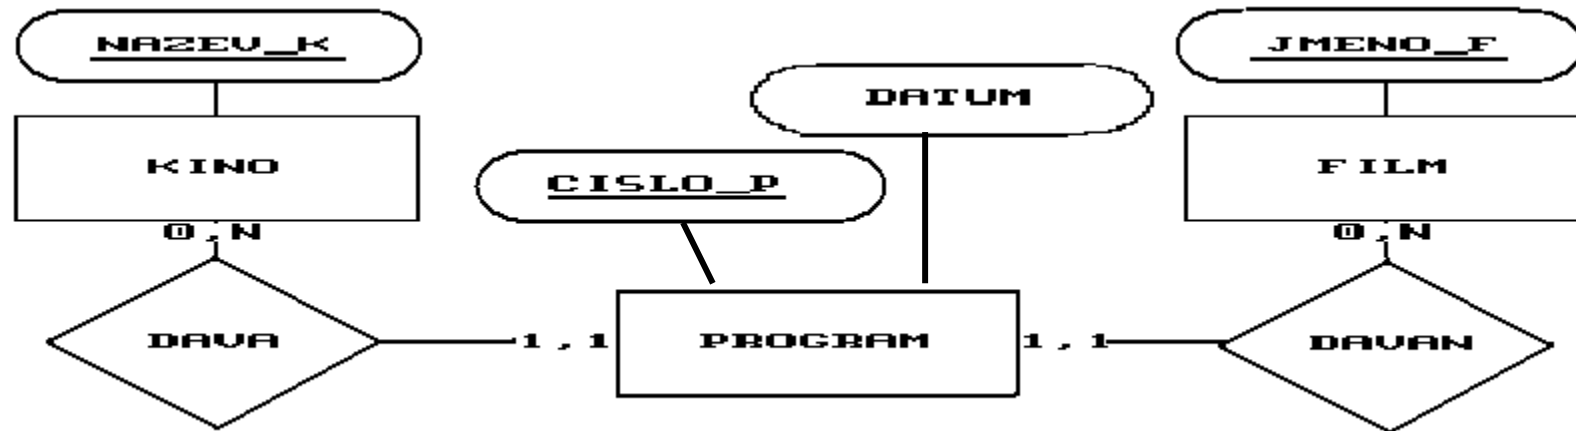 NAZEV_K
JMENO_F
DATUM
KINO
FILM
CISLO_P
0,N
0,N
DAVA
1,1
PROGRAM
1,1
DAVAN